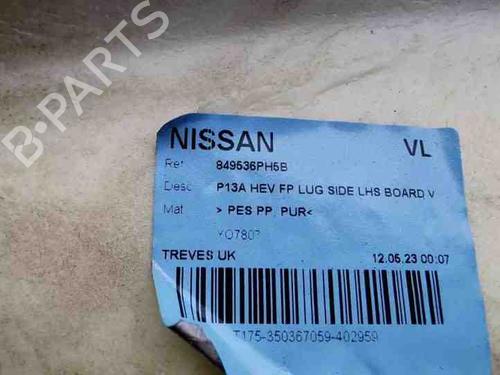 B-PARTS
NISSAN VL
Ref 849536PH5B
Desc P13A HEV FP LUG SIDE LHS BOARD V
Mat > PES PP, PUR<
YO7807
TREVES UK 12.05.23 00:07
T175-350367059-402959
B-PARTS